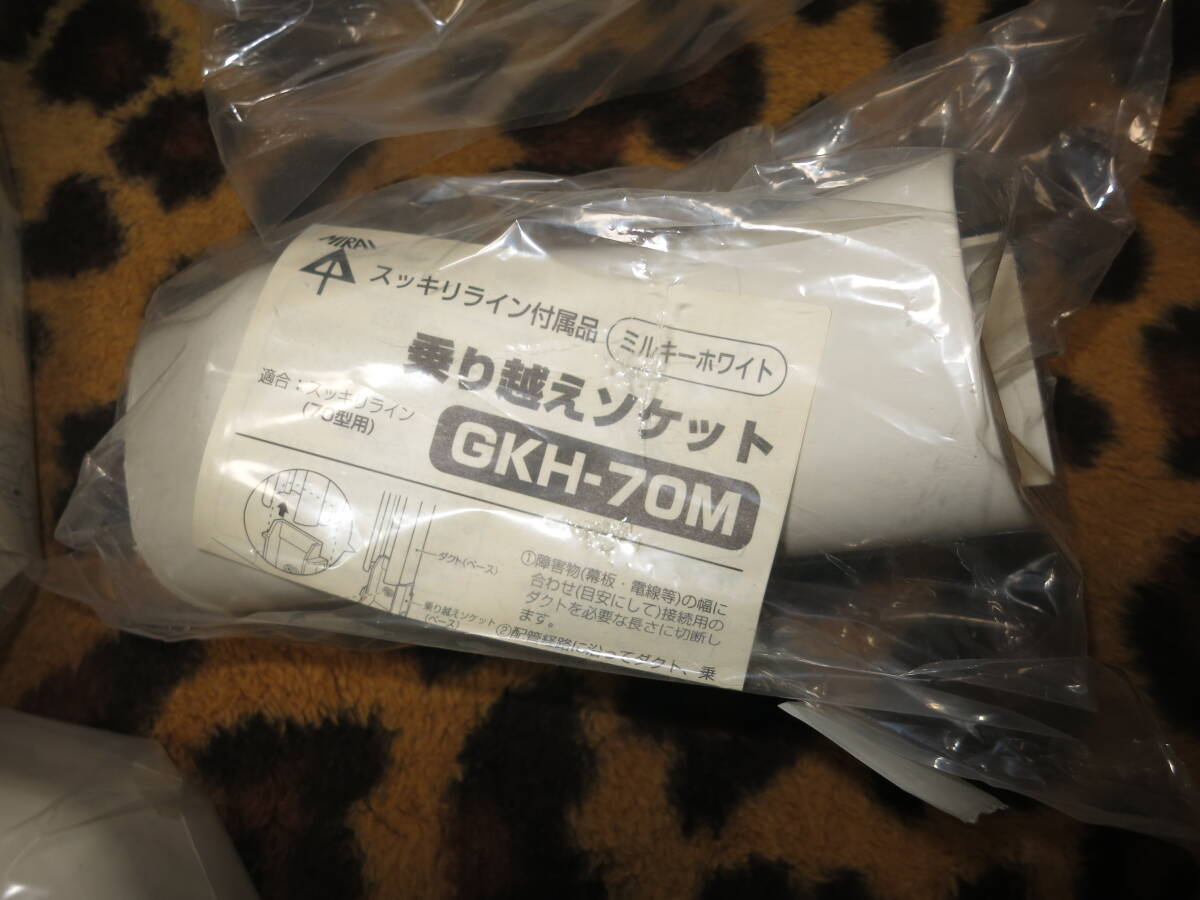 MIRAI
スッキリライン付属品 ミルキーホワイト
乗り越えソケット
適合:スッキリライン
(70型用)
GKH-70M
ダクト(ベース)
乗り越えソケット
(ベース)
①障害物(幕板・電線等)の幅に
合わせ(目安にして)接続用の
ダクトを必要な長さに切断し
ます。
②配管経路に沿ってダクト、乗